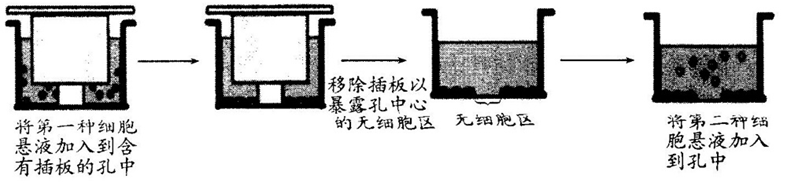 将第一种细胞
悬液加入到含
有插板的孔中
移除插板以
暴露孔中心
的无细胞区
无细胞区
将第二种细
胞悬液加入
到孔中